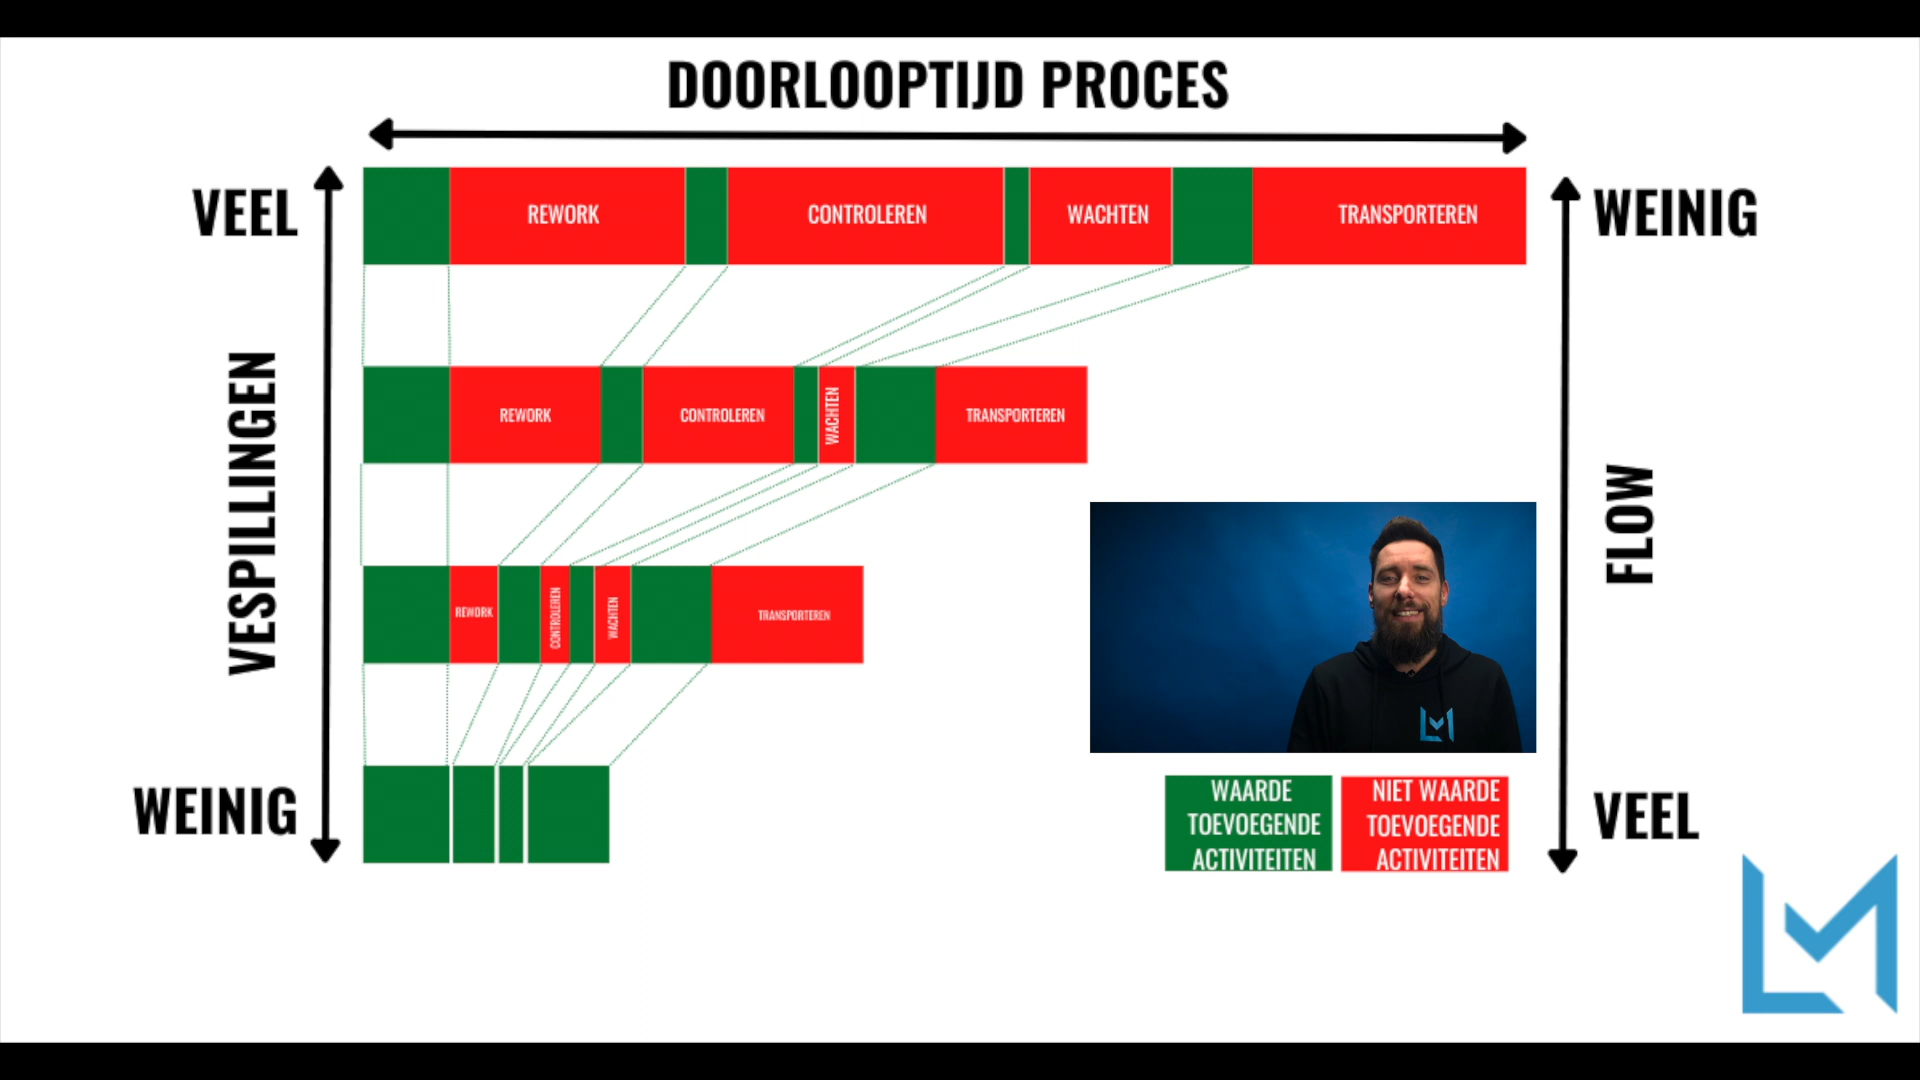 DOORLOOPTIJD PROCES
VEEL
WEINIG
REWORK
CONTROLEREN
WACHTEN
TRANSPORTEREN
VESPILLINGEN
FLOW
REWORK
CONTROLEREN
WACHTEN
TRANSPORTEREN
REWORK
CONTROLEREN
WACHTEN
TRANSPORTEREN
WEINIG
VEEL
WAARDE
TOEVOEGENDE
ACTIVITEITEN
NIET WAARDE
TOEVOEGENDE
ACTIVITEITEN